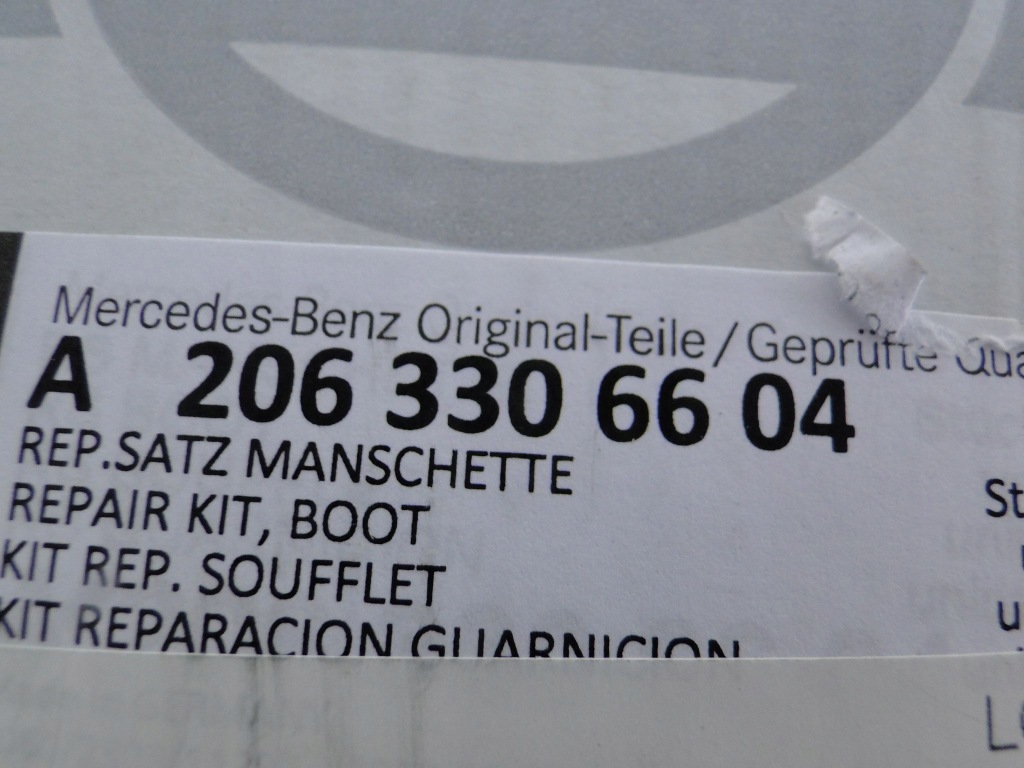 Mercedes-Benz Original-Teile / Geprüfte Qua
A 206 330 66 04
REP.SATZ MANSCHETTE
REPAIR KIT, BOOT
KIT REP. SOUFFLET
KIT REPARACION GUARNICION
St
u
L